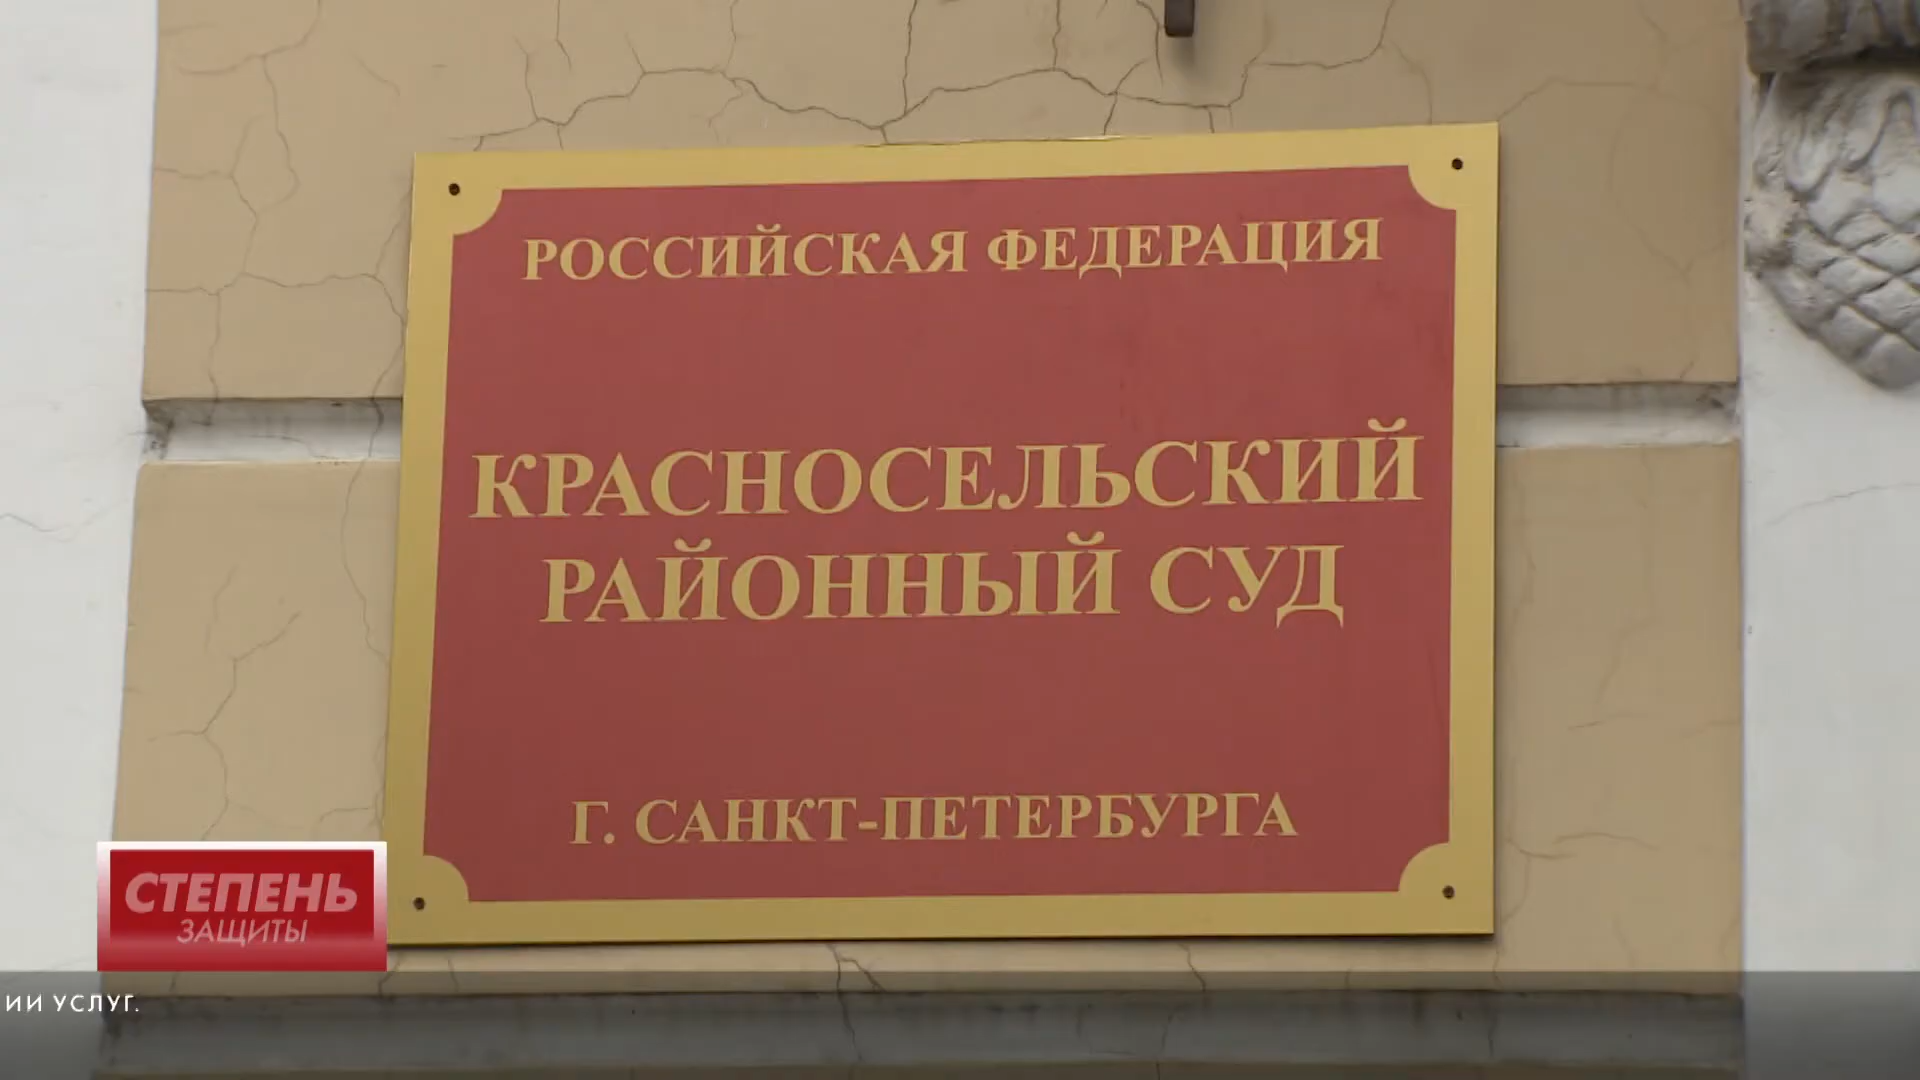 РОССИЙСКАЯ ФЕДЕРАЦИЯ
КРАСНОСЕЛЬСКИЙ
РАЙОННЫЙ СУД
Г. САНКТ-ПЕТЕРБУРГА
СТЕПЕНЬ
ЗАЩИТЫ
ИИ УСЛУГ.